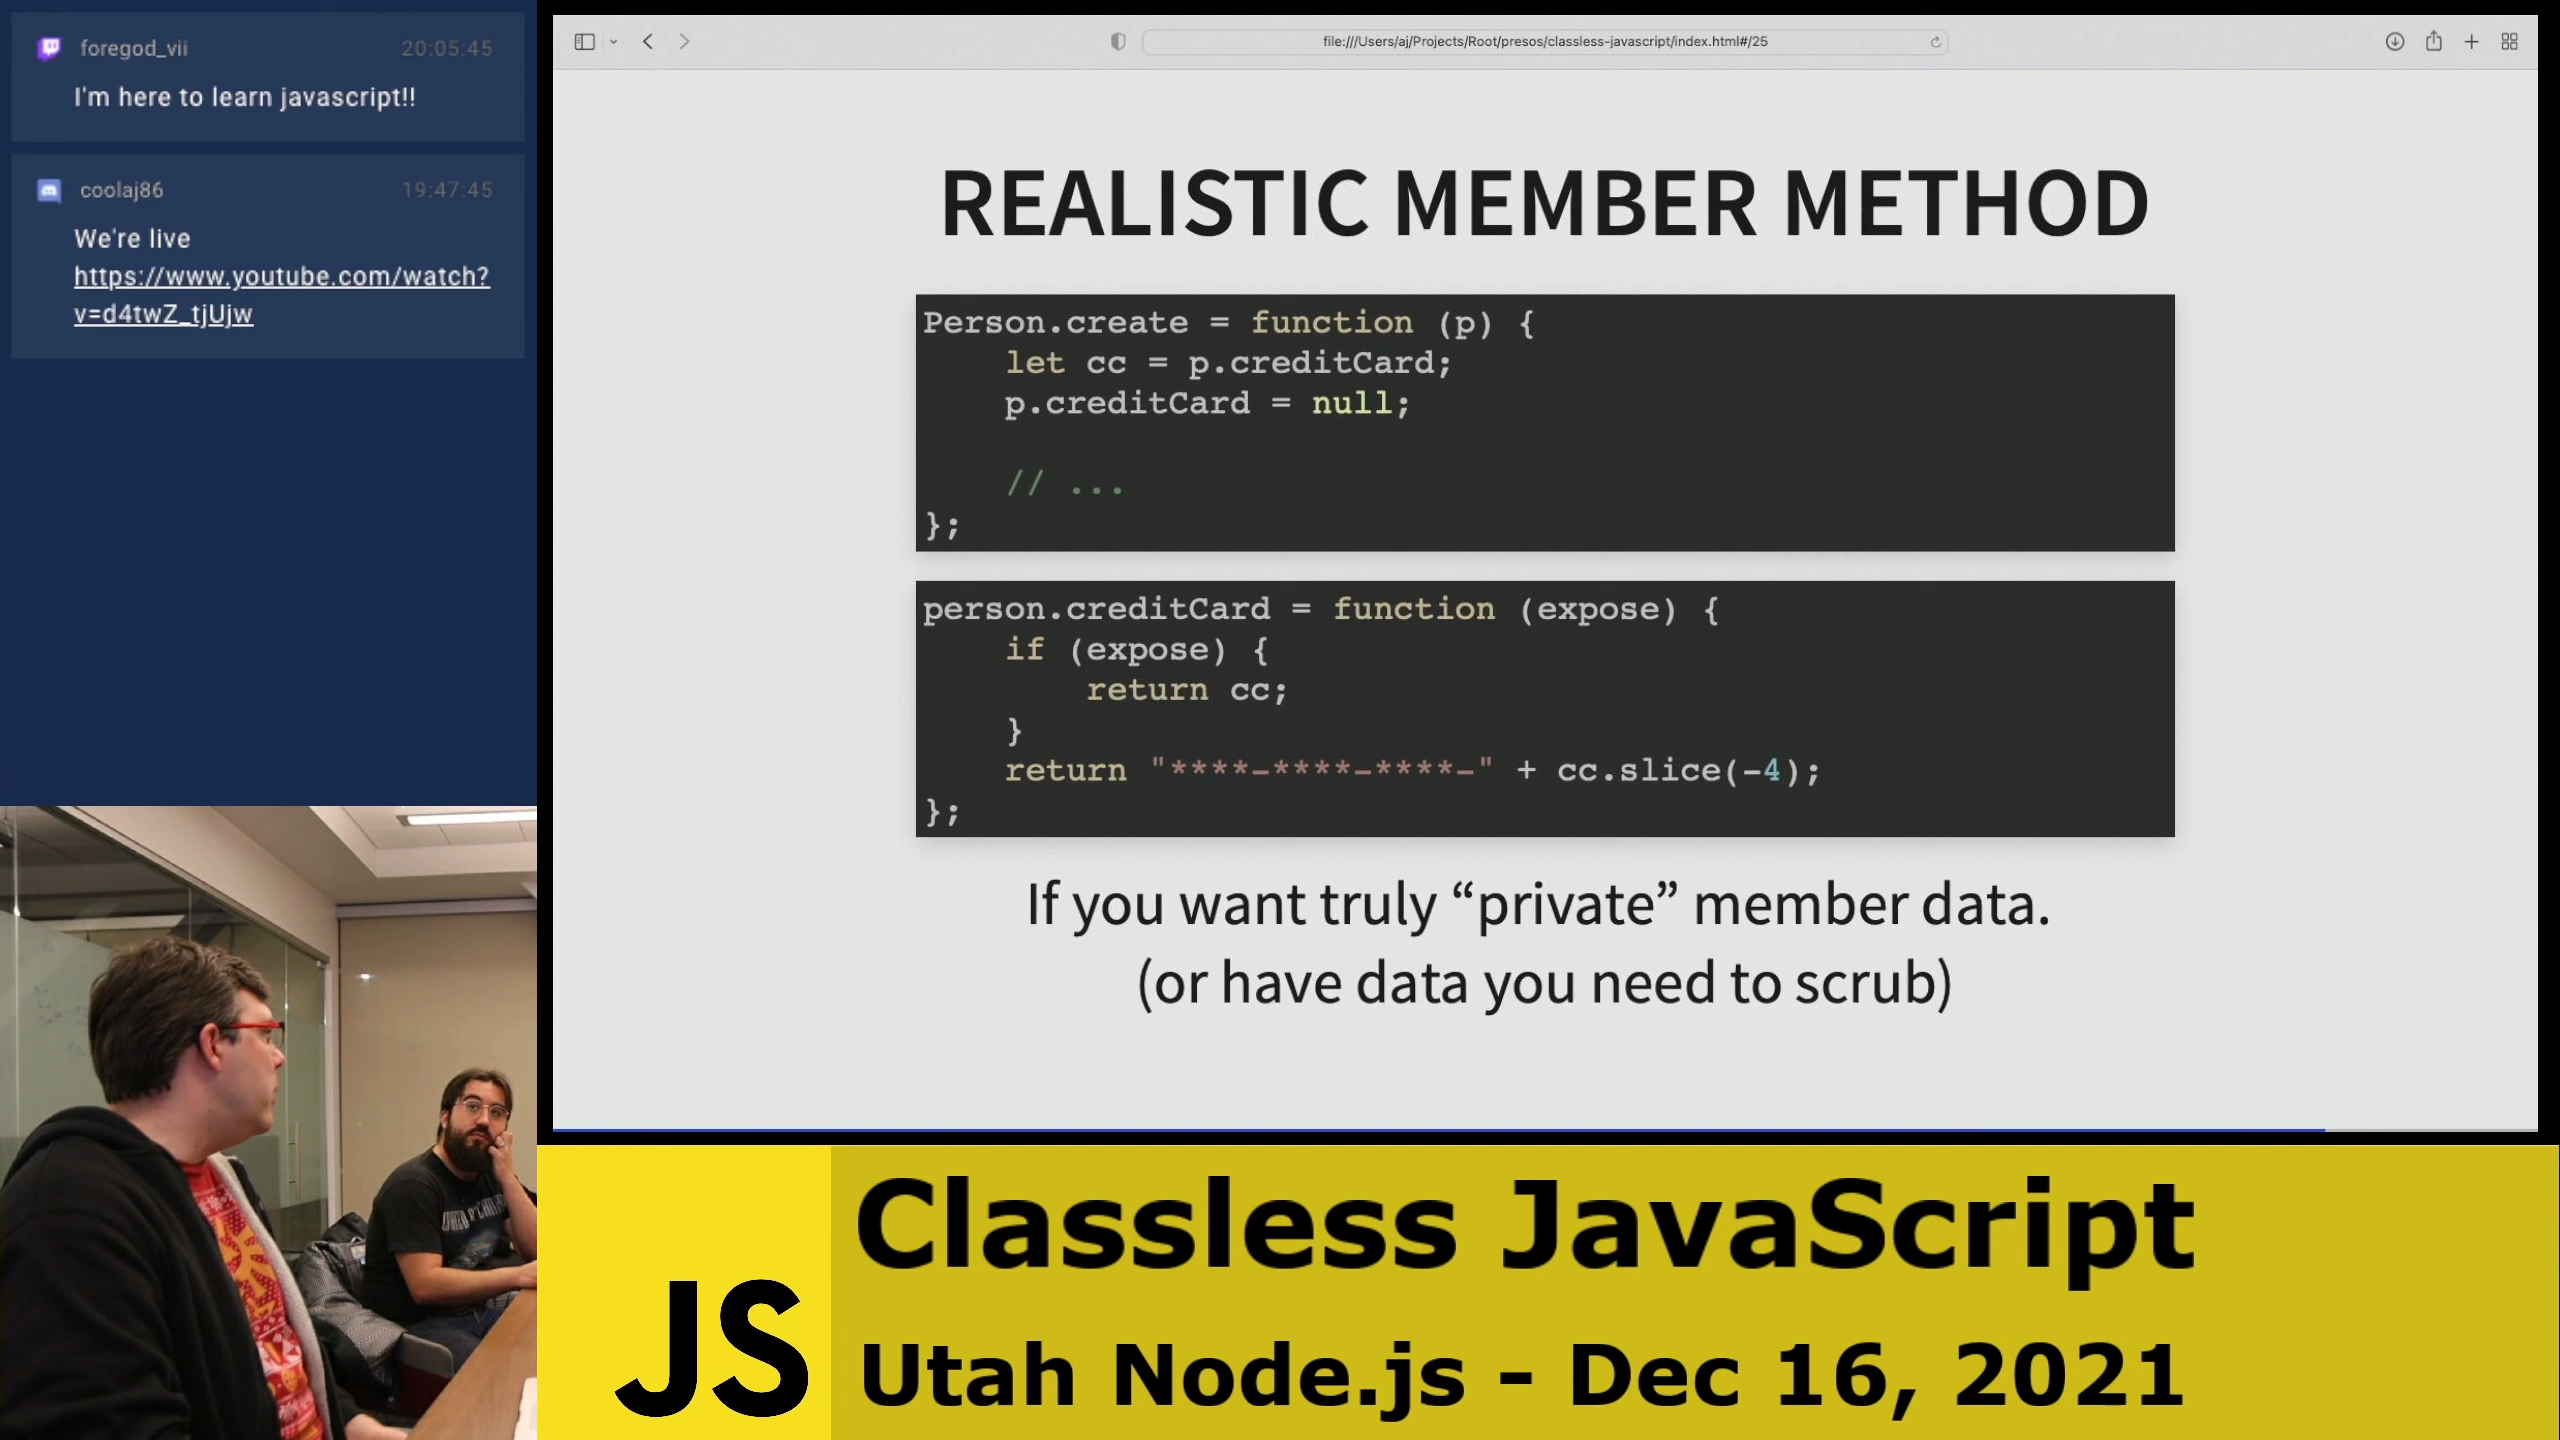 foregod_vii 20:05:45
I'm here to learn javascript!!
coolaj86 19:47:45
We're live
https://www.youtube.com/watch?
v=d4twZ_tjUjw
file:///Users/aj/Projects/Root/presos/classless-javascript/index.html#/25
REALISTIC MEMBER METHOD
Person.create = function (p) {
    let cc = p.creditCard;
    p.creditCard = null;
    // ...
};
person.creditCard = function (expose) {
    if (expose) {
        return cc;
    }
    return "****-****-****-" + cc.slice(-4);
};
If you want truly “private” member data.
(or have data you need to scrub)
JS
Classless JavaScript
Utah Node.js - Dec 16, 2021